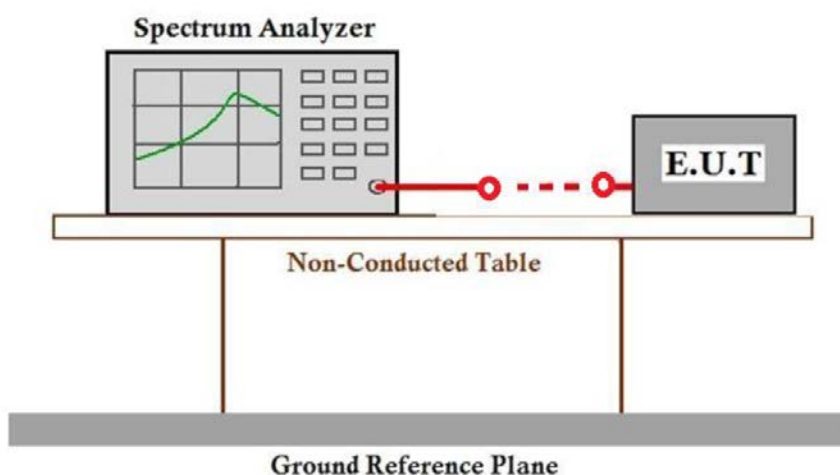 Spectrum Analyzer
E.U.T
Non-Conducted Table
Ground Reference Plane